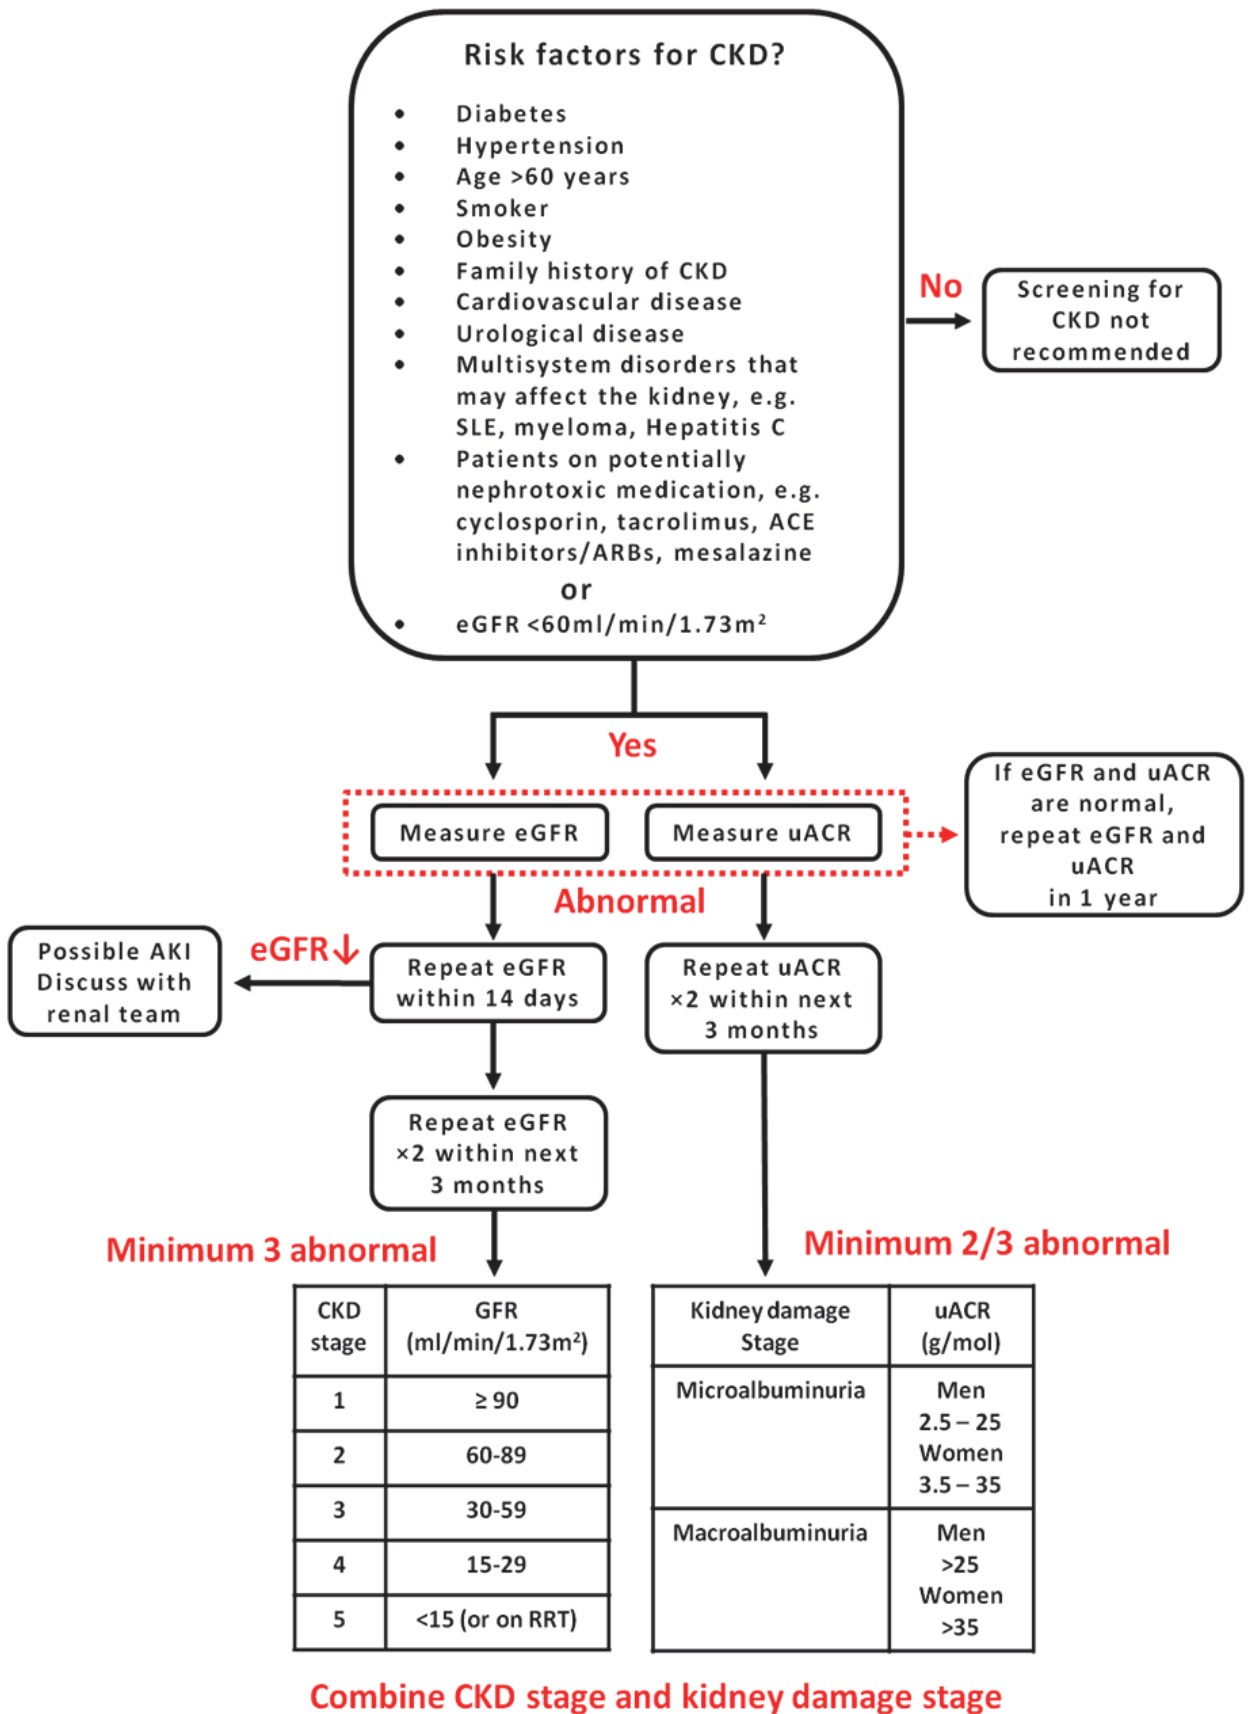 Risk factors for CKD?
• Diabetes
• Hypertension
• Age >60 years
• Smoker
• Obesity
• Family history of CKD
• Cardiovascular disease
• Urological disease
• Multisystem disorders that
may affect the kidney, e.g.
SLE, myeloma, Hepatitis C
• Patients on potentially
nephrotoxic medication, e.g.
cyclosporin, tacrolimus, ACE
inhibitors/ARBs, mesalazine
or
• eGFR <60ml/min/1.73m²
No
Screening for
CKD not
recommended
Yes
Measure eGFR
Measure uACR
If eGFR and uACR
are normal,
repeat eGFR and
uACR
in 1 year
Abnormal
Possible AKI
Discuss with
renal team
eGFR↓
Repeat eGFR
within 14 days
Repeat uACR
×2 within next
3 months
Repeat eGFR
×2 within next
3 months
Minimum 3 abnormal
Minimum 2/3 abnormal
CKD
stage
GFR
(ml/min/1.73m²)
1
≥ 90
2
60-89
3
30-59
4
15-29
5
<15 (or on RRT)
Kidney damage
Stage
uACR
(g/mol)
Microalbuminuria
Men
2.5 – 25
Women
3.5 – 35
Macroalbuminuria
Men
>25
Women
>35
Combine CKD stage and kidney damage stage